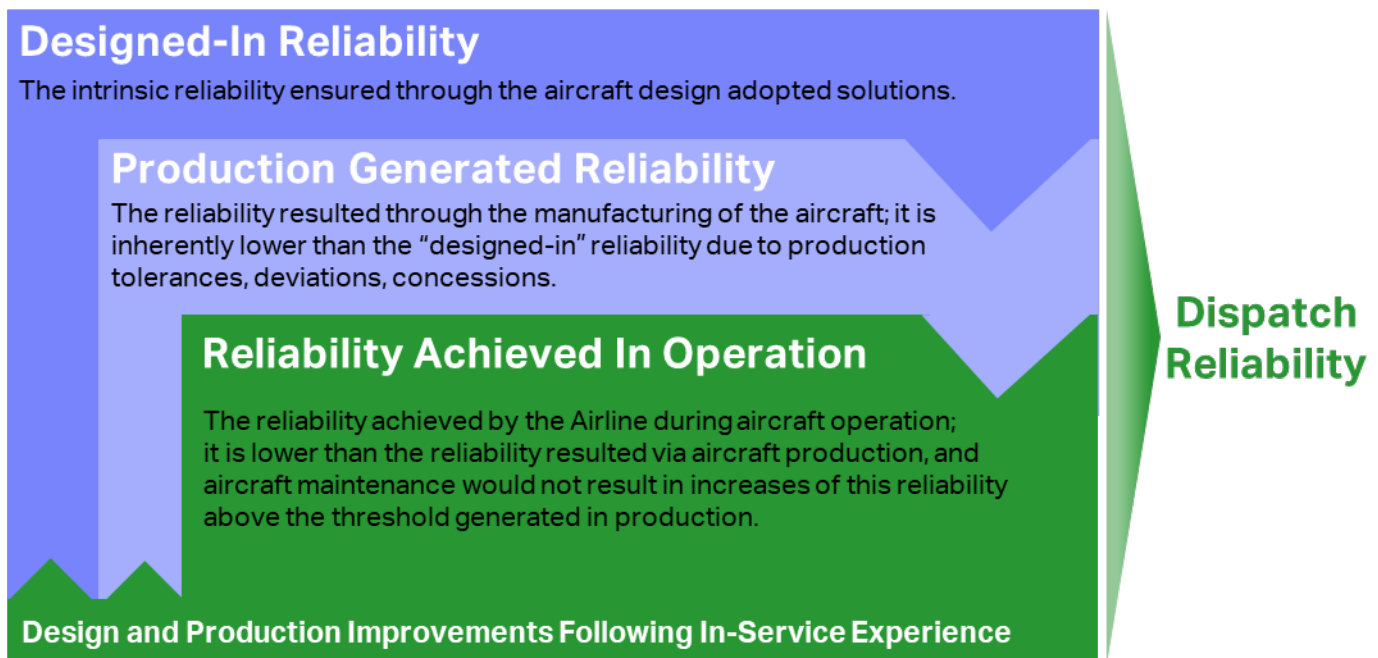 Designed-In Reliability
The intrinsic reliability ensured through the aircraft design adopted solutions.
Production Generated Reliability
The reliability resulted through the manufacturing of the aircraft; it is
inherently lower than the “designed-in” reliability due to production
tolerances, deviations, concessions.
Reliability Achieved In Operation
The reliability achieved by the Airline during aircraft operation;
it is lower than the reliability resulted via aircraft production, and
aircraft maintenance would not result in increases of this reliability
above the threshold generated in production.
Design and Production Improvements Following In-Service Experience
Dispatch
Reliability